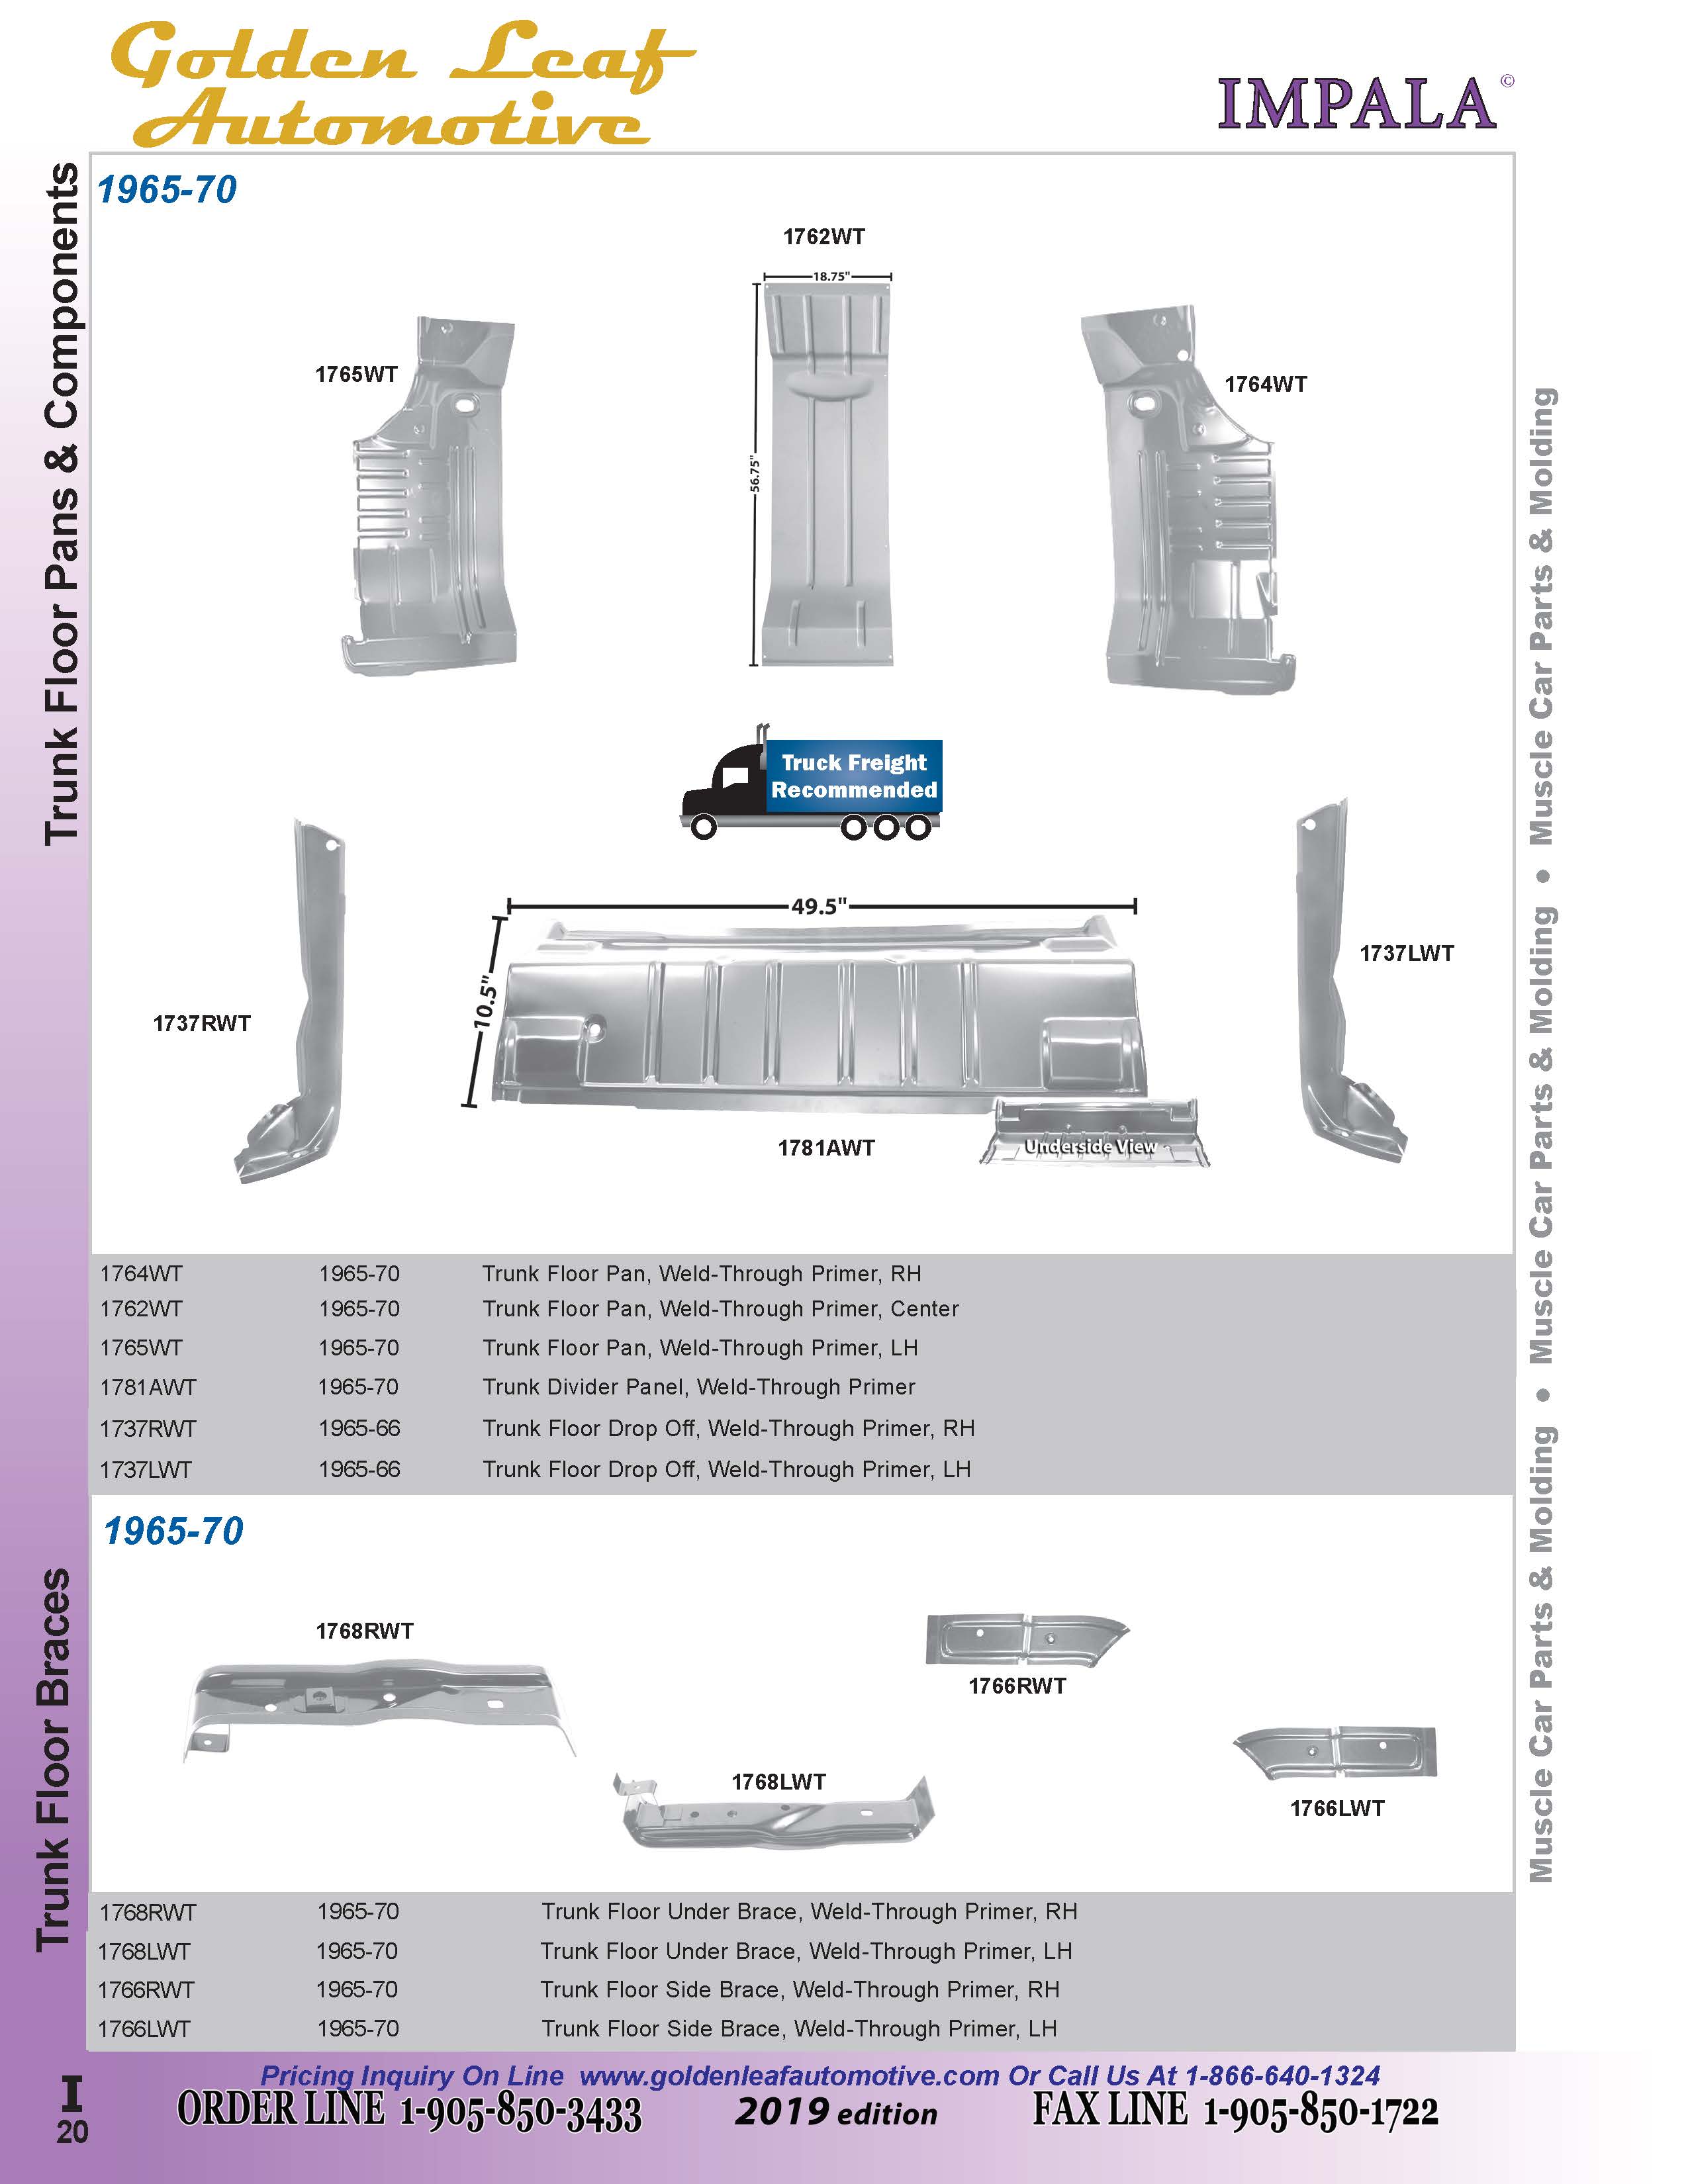 Golden Leaf
Automotive
IMPALA©
Trunk Floor Pans & Components
1965-70
1762WT
18.75"
56.75"
1765WT
1764WT
Truck Freight
Recommended
49.5"
10.5"
1737LWT
1737RWT
1781AWT
Underside View
1764WT 1965-70 Trunk Floor Pan, Weld-Through Primer, RH
1762WT 1965-70 Trunk Floor Pan, Weld-Through Primer, Center
1765WT 1965-70 Trunk Floor Pan, Weld-Through Primer, LH
1781AWT 1965-70 Trunk Divider Panel, Weld-Through Primer
1737RWT 1965-66 Trunk Floor Drop Off, Weld-Through Primer, RH
1737LWT 1965-66 Trunk Floor Drop Off, Weld-Through Primer, LH
Trunk Floor Braces
1965-70
1768RWT
1766RWT
1768LWT
1766LWT
1768RWT 1965-70 Trunk Floor Under Brace, Weld-Through Primer, RH
1768LWT 1965-70 Trunk Floor Under Brace, Weld-Through Primer, LH
1766RWT 1965-70 Trunk Floor Side Brace, Weld-Through Primer, RH
1766LWT 1965-70 Trunk Floor Side Brace, Weld-Through Primer, LH
Muscle Car Parts & Molding • Muscle Car Parts & Molding • Muscle Car Parts & Molding
Pricing Inquiry On Line www.goldenleafautomotive.com Or Call Us At 1-866-640-1324
ORDER LINE 1-905-850-3433 2019 edition FAX LINE 1-905-850-1722
I
20